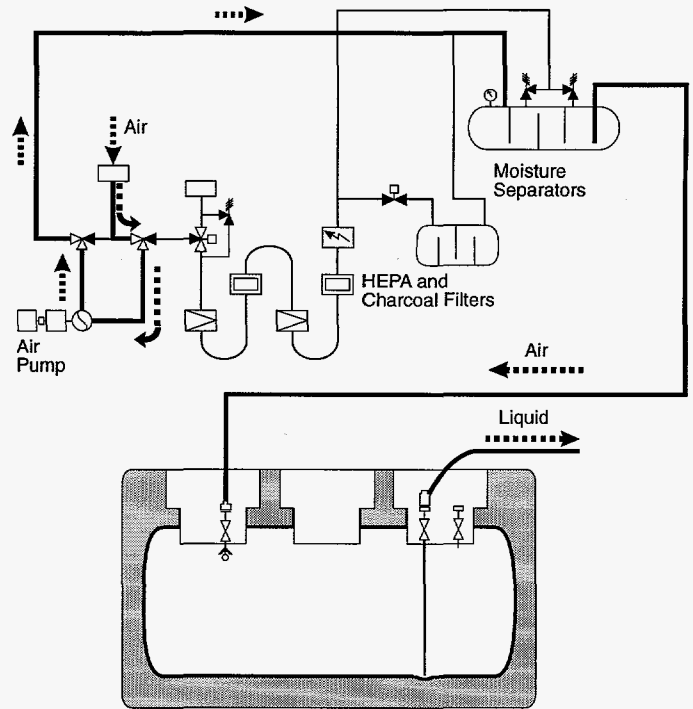 Air
Moisture
Separators
HEPA and
Charcoal Filters
Air
Pump
Air
Liquid